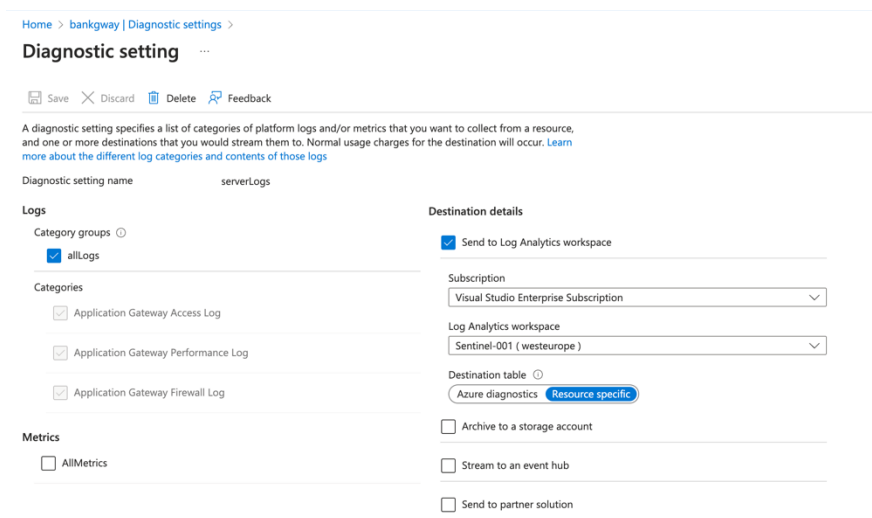 Home > bankgway | Diagnostic settings >
Diagnostic setting ...
Save Discard Delete Feedback
A diagnostic setting specifies a list of categories of platform logs and/or metrics that you want to collect from a resource,
and one or more destinations that you would stream them to. Normal usage charges for the destination will occur. Learn
more about the different log categories and contents of those logs
Diagnostic setting name serverLogs
Logs
Category groups
allLogs
Categories
Application Gateway Access Log
Application Gateway Performance Log
Application Gateway Firewall Log
Metrics
AllMetrics
Destination details
Send to Log Analytics workspace
Subscription
Visual Studio Enterprise Subscription
Log Analytics workspace
Sentinel-001 ( westeurope )
Destination table
Azure diagnostics Resource specific
Archive to a storage account
Stream to an event hub
Send to partner solution